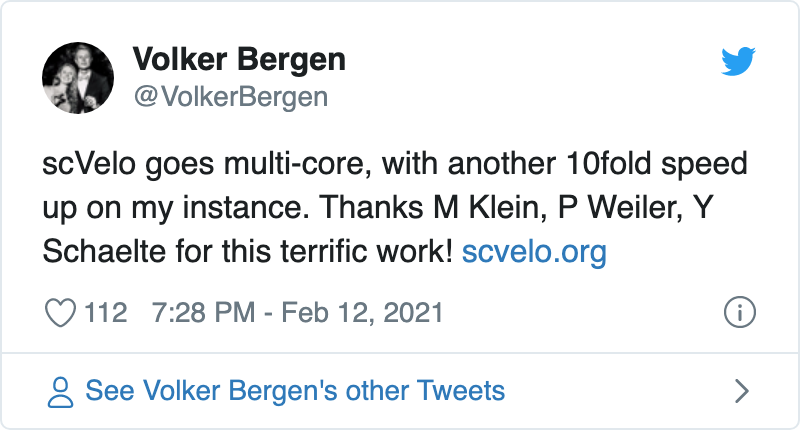 Volker Bergen
@VolkerBergen
scVelo goes multi-core, with another 10fold speed
up on my instance. Thanks M Klein, P Weiler, Y
Schaelte for this terrific work! scvelo.org
112 7:28 PM - Feb 12, 2021
See Volker Bergen's other Tweets